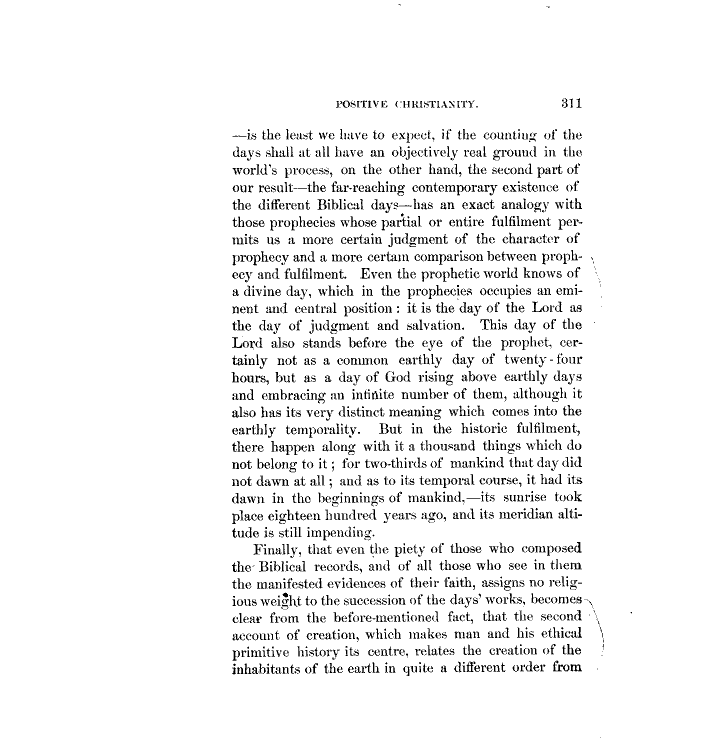 POSITIVE CHRISTIANITY. 311
—is the least we have to expect, if the counting of the
days shall at all have an objectively real ground in the
world's process, on the other hand, the second part of
our result—the far-reaching contemporary existence of
the different Biblical days—has an exact analogy with
those prophecies whose partial or entire fulfilment per-
mits us a more certain judgment of the character of
prophecy and a more certain comparison between proph-
ecy and fulfilment. Even the prophetic world knows of
a divine day, which in the prophecies occupies an emi-
nent and central position : it is the day of the Lord as
the day of judgment and salvation. This day of the
Lord also stands before the eye of the prophet, cer-
tainly not as a common earthly day of twenty-four
hours, but as a day of God rising above earthly days
and embracing an infinite number of them, although it
also has its very distinct meaning which comes into the
earthly temporality. But in the historic fulfilment,
there happen along with it a thousand things which do
not belong to it ; for two-thirds of mankind that day did
not dawn at all ; and as to its temporal course, it had its
dawn in the beginnings of mankind,—its sunrise took
place eighteen hundred years ago, and its meridian alti-
tude is still impending.
Finally, that even the piety of those who composed
the Biblical records, and of all those who see in them
the manifested evidences of their faith, assigns no relig-
ious weight to the succession of the days' works, becomes
clear from the before-mentioned fact, that the second
account of creation, which makes man and his ethical
primitive history its centre, relates the creation of the
inhabitants of the earth in quite a different order from